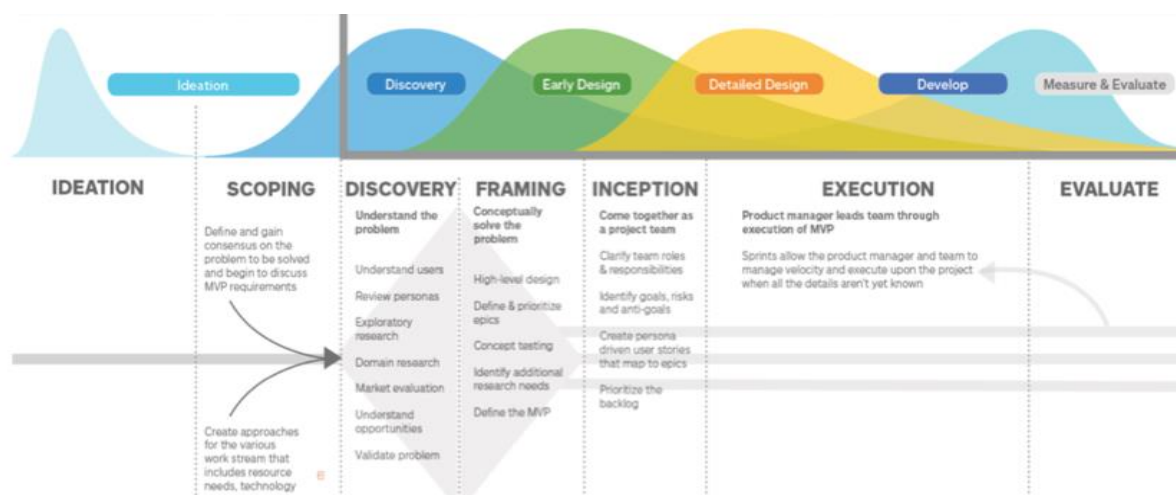 Ideation
Discovery
Early Design
Detailed Design
Develop
Measure & Evaluate
IDEATION
SCOPING
Define and gain
consensus on the
problem to be solved
and begin to discuss
MVP requirements
Create approaches
for the various
work stream that
includes resource
needs, technology
DISCOVERY
Understand the
problem
Understand users
Review personas
Exploratory
research
Domain research
Market evaluation
Understand
opportunities
Validate problem
FRAMING
Conceptually
solve the
problem
High-level design
Define & prioritize
epics
Concept testing
Identify additional
research needs
Define the MVP
INCEPTION
Come together as
a project team
Clarify team roles
& responsibilities
Identify goals, risks
and anti-goals
Create persona
driven user stories
that map to epics
Prioritize the
backlog
EXECUTION
Product manager leads team through
execution of MVP
Sprints allow the product manager and team to
manage velocity and execute upon the project
when all the details aren't yet known
EVALUATE